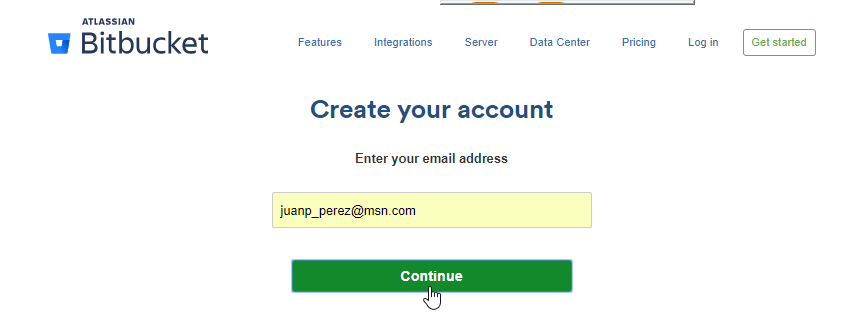 ATLASSIAN
Bitbucket
Features Integrations Server Data Center Pricing Log in Get started
Create your account
Enter your email address
juanp_perez@msn.com
Continue